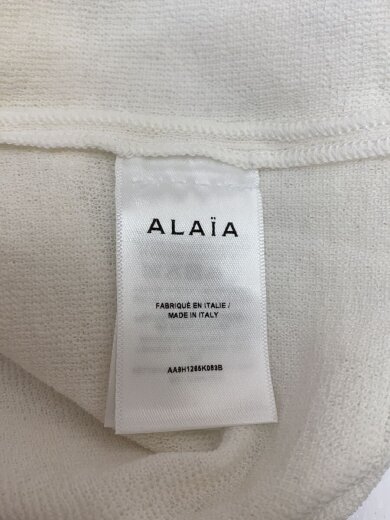 ALAÏA
FABRIQUÉ EN ITALIE /
MADE IN ITALY
AA9H1265K083B